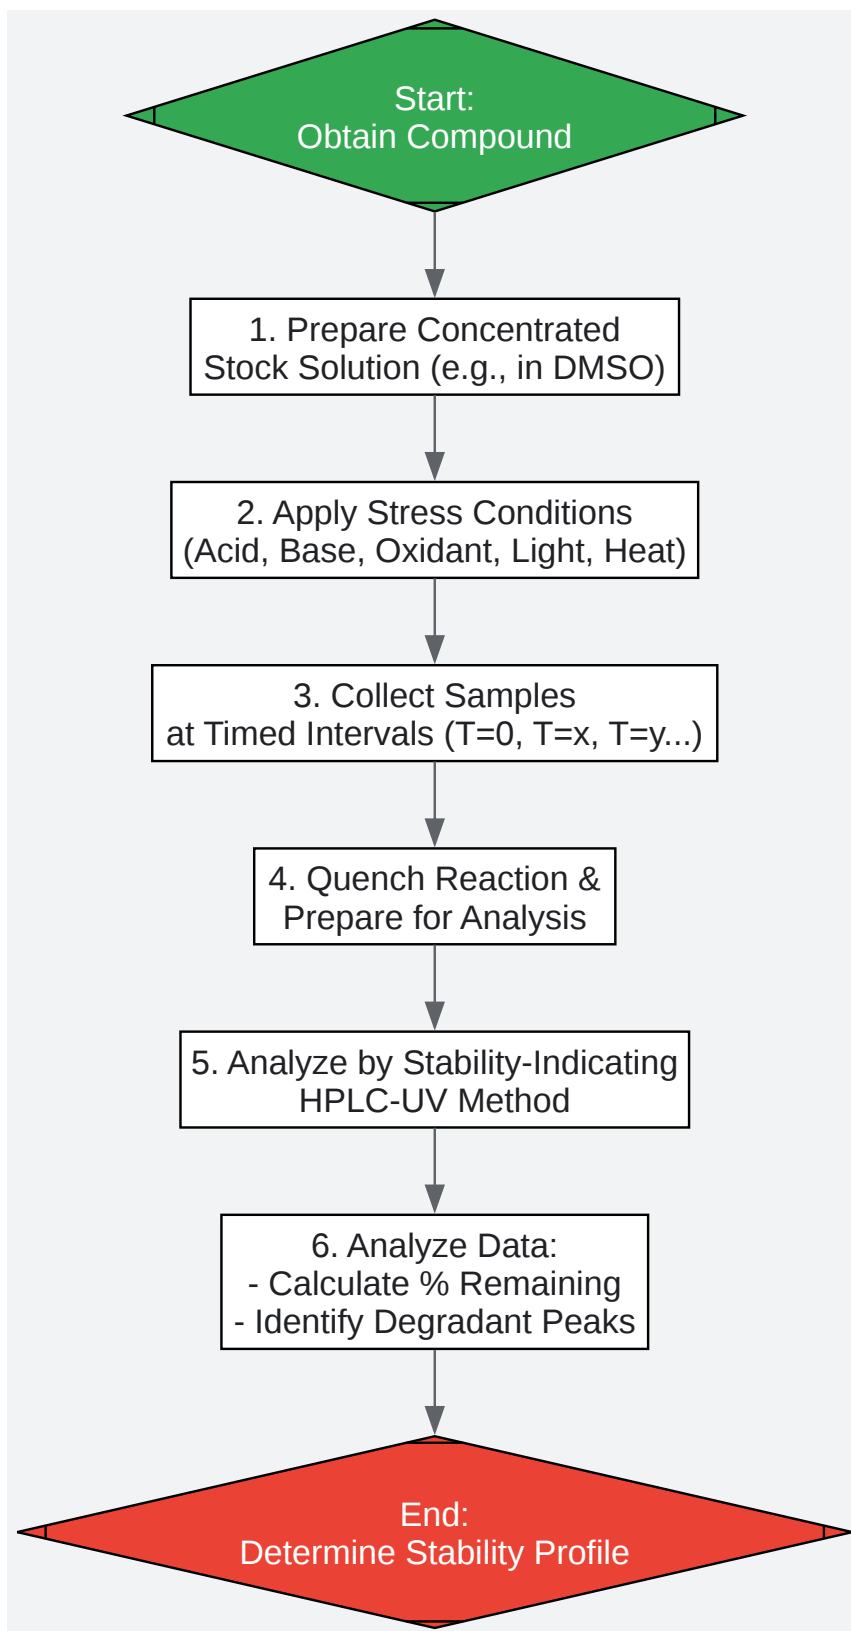 Start:
Obtain Compound
1. Prepare Concentrated
Stock Solution (e.g., in DMSO)
2. Apply Stress Conditions
(Acid, Base, Oxidant, Light, Heat)
3. Collect Samples
at Timed Intervals (T=0, T=x, T=y...)
4. Quench Reaction &
Prepare for Analysis
5. Analyze by Stability-Indicating
HPLC-UV Method
6. Analyze Data:
- Calculate % Remaining
- Identify Degradant Peaks
End:
Determine Stability Profile